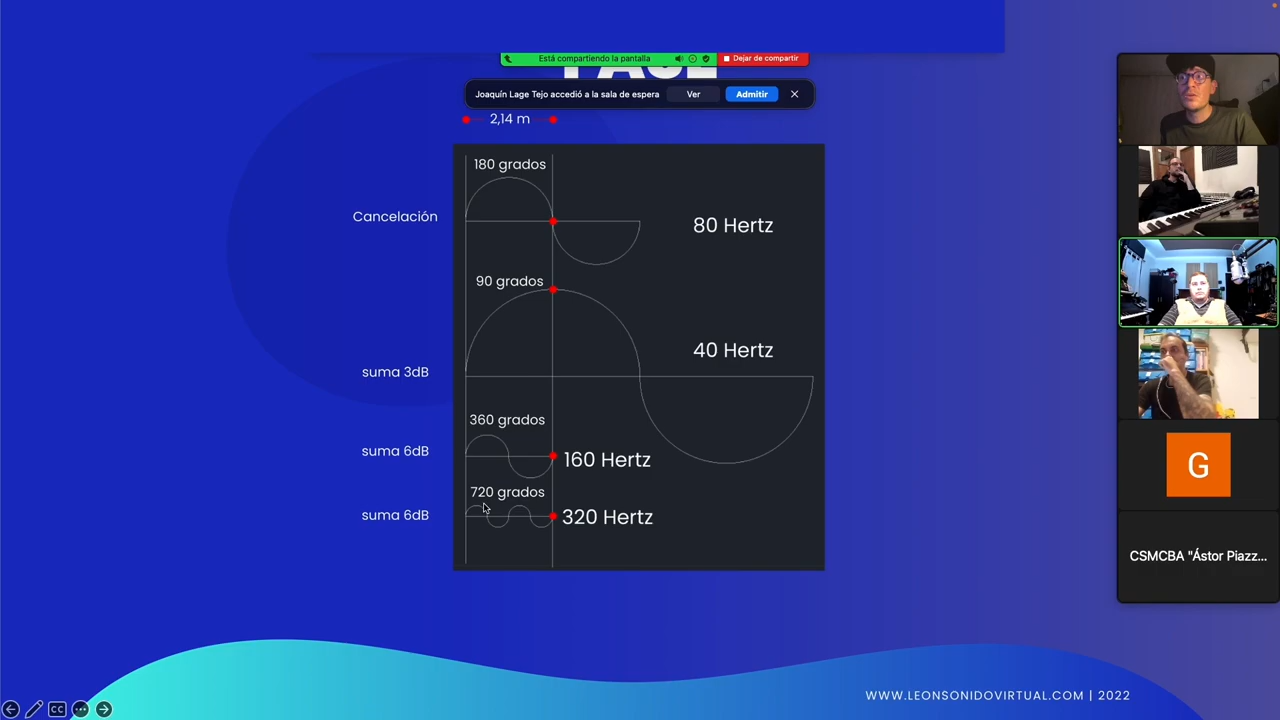 Está compartiendo la pantalla
Dejar de compartir
FASE
Joaquín Lage Tejo accedió a la sala de espera
Ver
Admitir
2,14 m
180 grados
Cancelación
80 Hertz
90 grados
40 Hertz
suma 3dB
360 grados
suma 6dB
160 Hertz
720 grados
suma 6dB
320 Hertz
G
CSMCBA "Ástor Piazz...
WWW.LEONSONIDOVIRTUAL.COM | 2022
CC